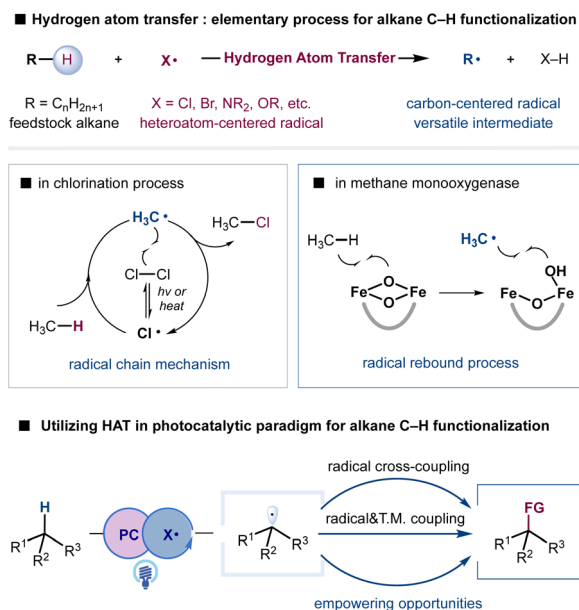 ■ Hydrogen atom transfer : elementary process for alkane C–H functionalization
R–H + X• —Hydrogen Atom Transfer→ R• + X–H
R = CₙH₂ₙ₊₁ X = Cl, Br, NR₂, OR, etc. carbon-centered radical
feedstock alkane heteroatom-centered radical versatile intermediate
■ in chlorination process
H₃C•
H₃C–Cl
Cl–Cl
hv or
heat
H₃C–H
Cl•
radical chain mechanism
■ in methane monooxygenase
H₃C–H H₃C•
OH
O
Fe Fe Fe Fe
O O
radical rebound process
■ Utilizing HAT in photocatalytic paradigm for alkane C–H functionalization
radical cross-coupling
H FG
PC X• radical&T.M. coupling
R¹ R² R³ R¹ R² R³ R¹ R² R³
empowering opportunities